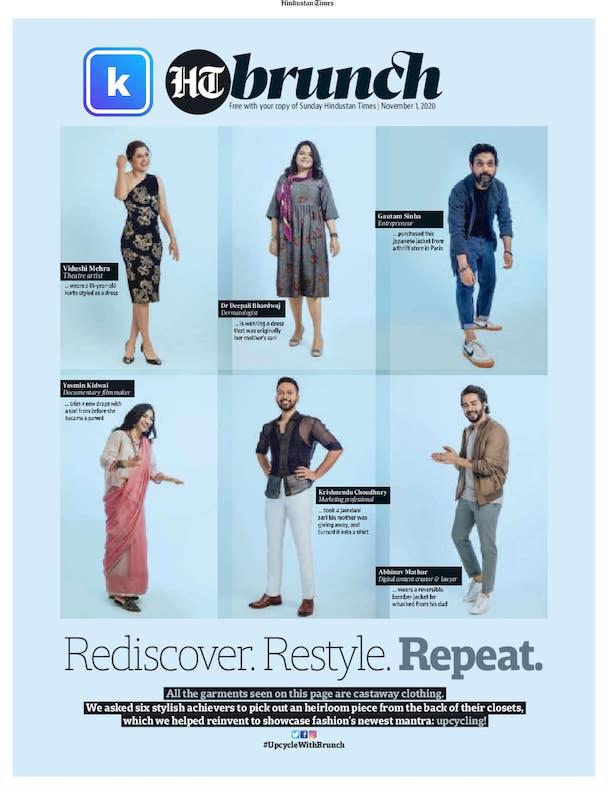 Hindustan Times
k
HT brunch
Free with your copy of Sunday Hindustan Times | November 1, 2020
Vidushi Mehra
Theatre artist
... wears a 15-year-old
kurta styled as a dress
Dr Deepali Bhardwaj
Dermatologist
... is wearing a dress
that was originally
her mother's sari
Gautam Sinha
Entrepreneur
... purchased this
Japanese jacket from
a thrift store in Paris
Yasmin Kidwai
Documentary filmmaker
... tries a new drape with
a sari from before she
became a parent
Krishnendu Choudhury
Marketing professional
... took a Jamdani
sari his mother was
giving away, and
turned it into a shirt
Abhinav Mathur
Digital content creator & lawyer
... wears a reversible
bomber jacket he
whacked from his dad
Rediscover. Restyle. Repeat.
All the garments seen on this page are castaway clothing.
We asked six stylish achievers to pick out an heirloom piece from the back of their closets,
which we helped reinvent to showcase fashion's newest mantra: upcycling!
#UpcycleWithBrunch